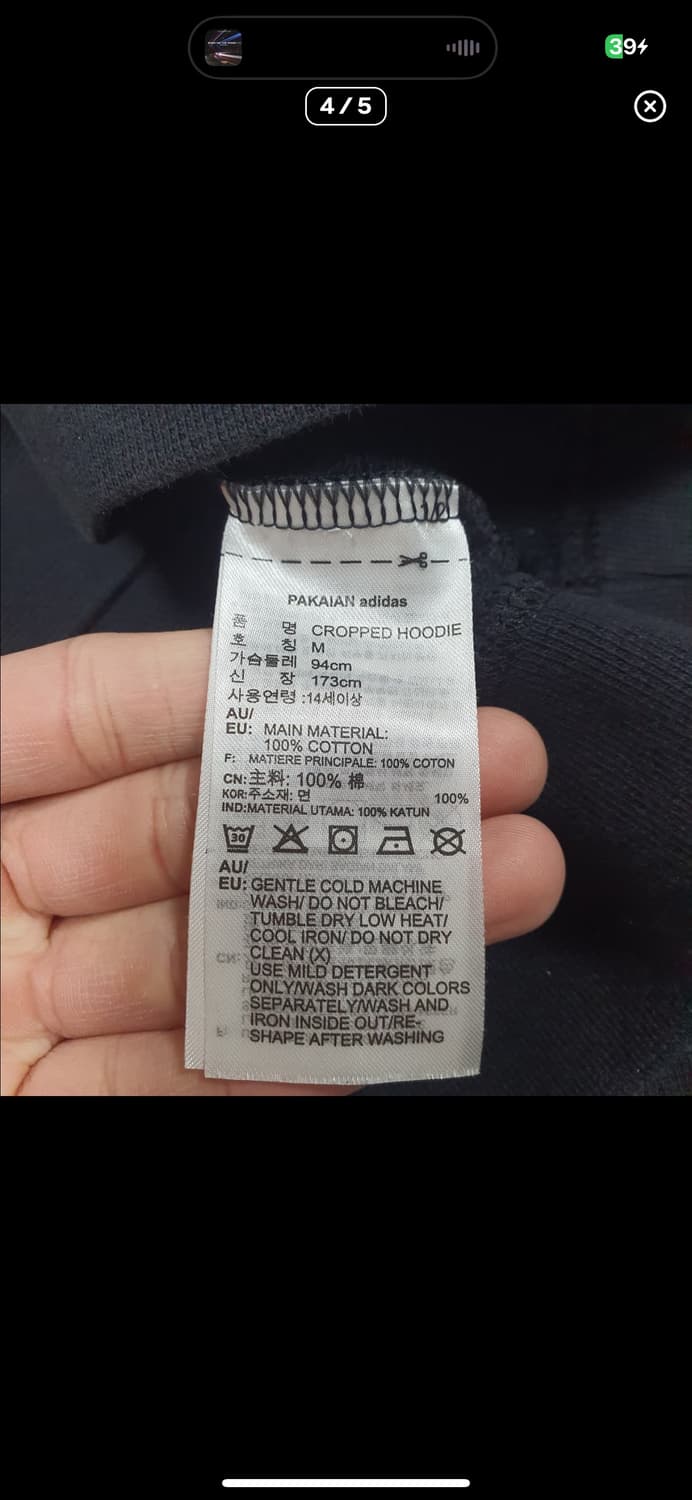 39
4 / 5
1/2
PAKAIAN adidas
품 명 CROPPED HOODIE
호 칭 M
가슴둘레 94cm
신 장 173cm
사용연령 :14세이상
AU/
EU: MAIN MATERIAL:
100% COTTON
F: MATIERE PRINCIPALE: 100% COTON
CN:主料: 100% 棉
KOR:주소재: 면 100%
IND:MATERIAL UTAMA: 100% KATUN
30
AU/
EU: GENTLE COLD MACHINE
WASH/ DO NOT BLEACH/
TUMBLE DRY LOW HEAT/
COOL IRON/ DO NOT DRY
CLEAN (X)
USE MILD DETERGENT
ONLY/WASH DARK COLORS
SEPARATELY/WASH AND
IRON INSIDE OUT/RE-
SHAPE AFTER WASHING